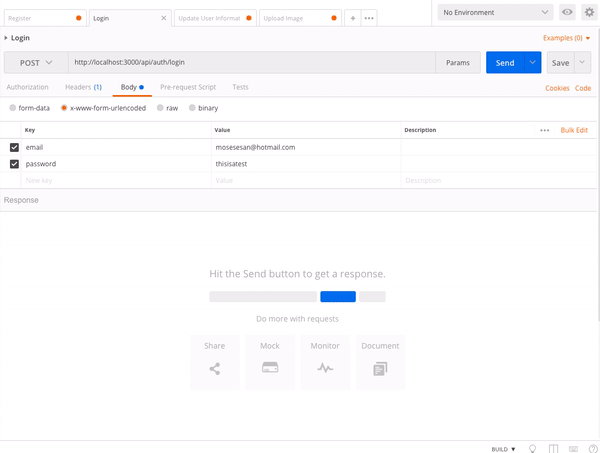 Register
Login
Update User Informat
Upload Image
No Environment
Login
Examples (0)
POST
http://localhost:3000/api/auth/login
Params
Send
Save
Authorization
Headers (1)
Body
Pre-request Script
Tests
Cookies
Code
form-data
x-www-form-urlencoded
raw
binary
Key
Value
Description
Bulk Edit
email
mosesesan@hotmail.com
password
thisisatest
New key
Value
Description
Response
Hit the Send button to get a response.
Do more with requests
Share
Mock
Monitor
Document
BUILD